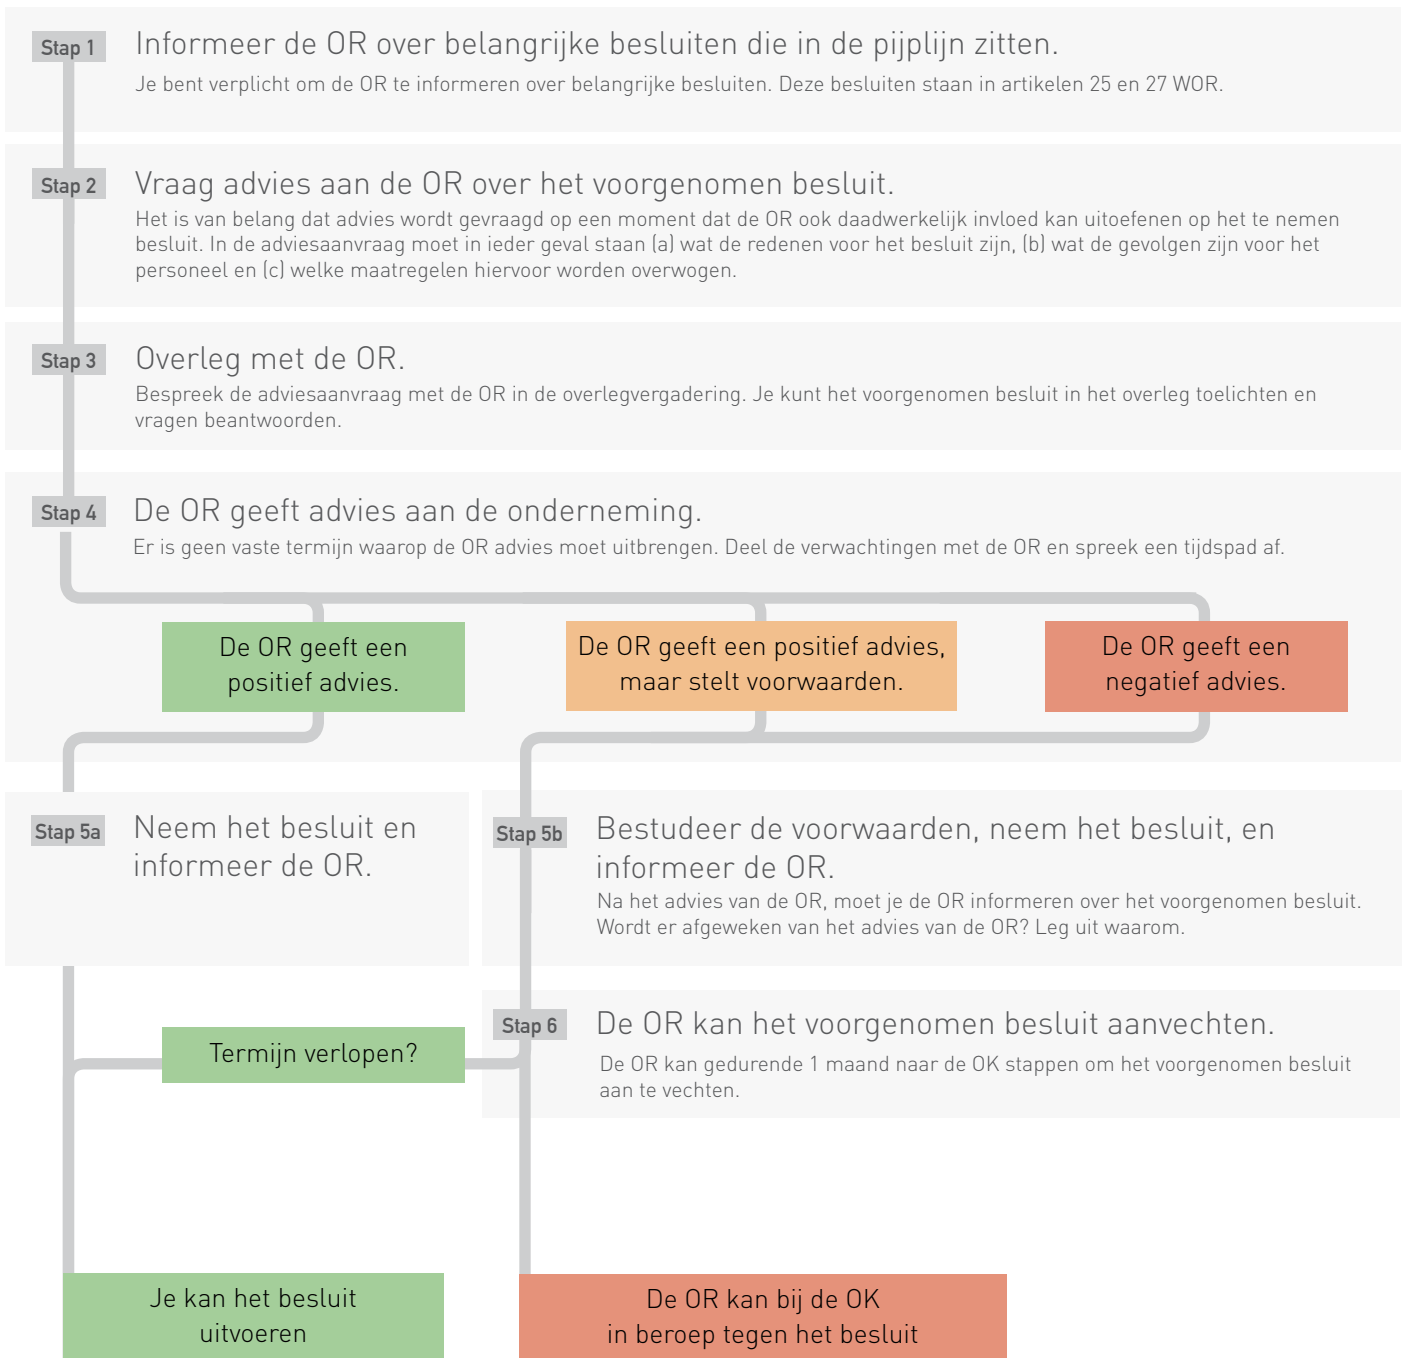 Stap 1
Informeer de OR over belangrijke besluiten die in de pijplijn zitten.
Je bent verplicht om de OR te informeren over belangrijke besluiten. Deze besluiten staan in artikelen 25 en 27 WOR.
Stap 2
Vraag advies aan de OR over het voorgenomen besluit.
Het is van belang dat advies wordt gevraagd op een moment dat de OR ook daadwerkelijk invloed kan uitoefenen op het te nemen
besluit. In de adviesaanvraag moet in ieder geval staan (a) wat de redenen voor het besluit zijn, (b) wat de gevolgen zijn voor het
personeel en (c) welke maatregelen hiervoor worden overwogen.
Stap 3
Overleg met de OR.
Bespreek de adviesaanvraag met de OR in de overlegvergadering. Je kunt het voorgenomen besluit in het overleg toelichten en
vragen beantwoorden.
Stap 4
De OR geeft advies aan de onderneming.
Er is geen vaste termijn waarop de OR advies moet uitbrengen. Deel de verwachtingen met de OR en spreek een tijdspad af.
De OR geeft een
positief advies.
De OR geeft een positief advies,
maar stelt voorwaarden.
De OR geeft een
negatief advies.
Stap 5a
Neem het besluit en
informeer de OR.
Stap 5b
Bestudeer de voorwaarden, neem het besluit, en
informeer de OR.
Na het advies van de OR, moet je de OR informeren over het voorgenomen besluit.
Wordt er afgeweken van het advies van de OR? Leg uit waarom.
Termijn verlopen?
Stap 6
De OR kan het voorgenomen besluit aanvechten.
De OR kan gedurende 1 maand naar de OK stappen om het voorgenomen besluit
aan te vechten.
Je kan het besluit
uitvoeren
De OR kan bij de OK
in beroep tegen het besluit